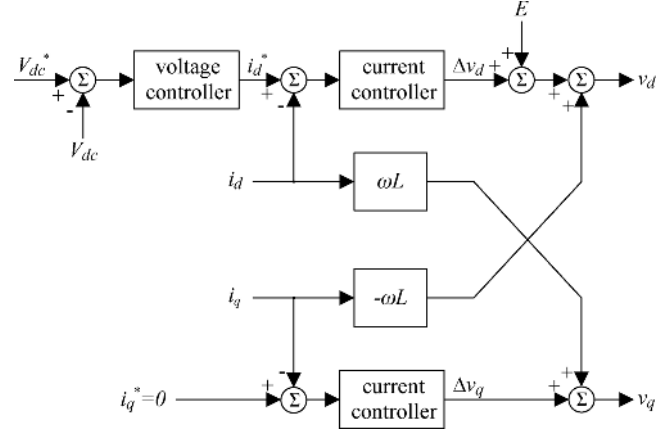 E
V_dc^* Σ voltage controller i_d^* Σ current controller Δv_d + + Σ + + Σ v_d
+ - + - +
V_dc
i_d ωL
i_q -ωL
- +
i_q^*=0 + Σ current controller Δv_q + Σ v_q